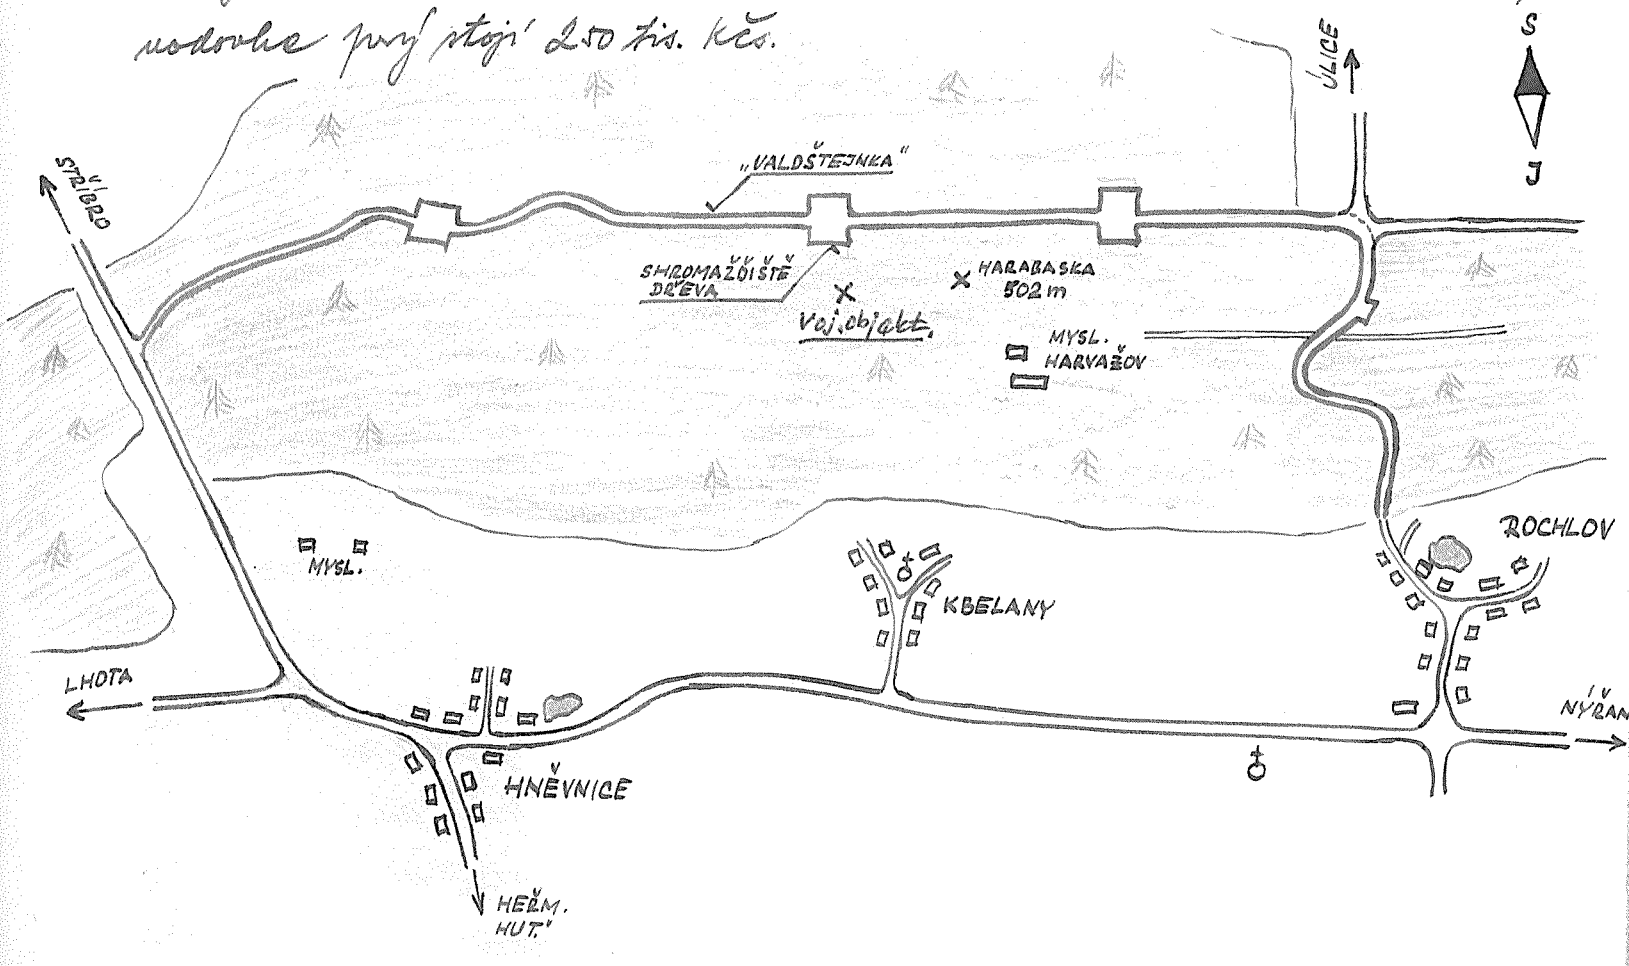 vodovka prý stojí 250 tis. Kčs.
S
J
ÚLICE
STŘÍBRO
„VALDŠTEJNKA“
SHROMAŽDIŠTĚ
DŘEVA
HARABASKA
502 m
Voj.objekt.
MYSL.
HARVAŽOV
ROCHLOV
MYSL.
KBELANY
LHOTA
NÝŘAN
HNĚVNICE
HEŘM.
HUŤ.